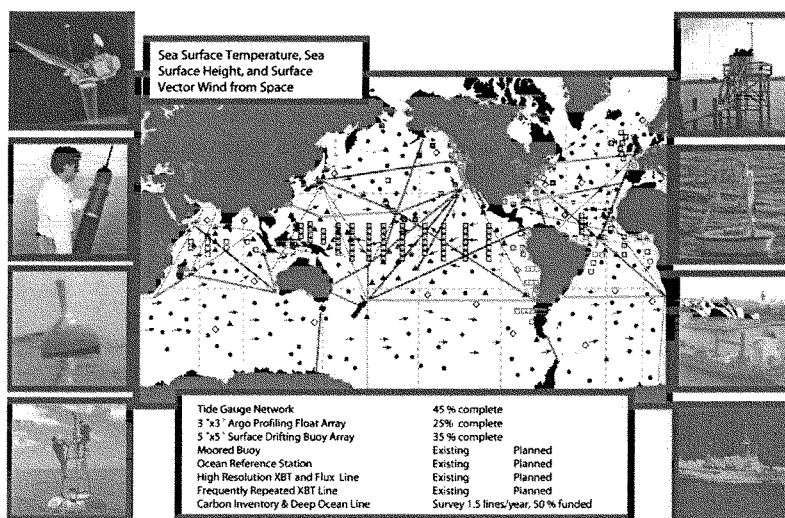 Sea Surface Temperature, Sea
Surface Height, and Surface
Vector Wind from Space
Tide Gauge Network 45 % complete
3 °x3 ° Argo Profiling Float Array 25% complete
5 °x5 ° Surface Drifting Buoy Array 35 % complete
Moored Buoy Existing Planned
Ocean Reference Station Existing Planned
High Resolution XBT and Flux Line Existing Planned
Frequently Repeated XBT Line Existing Planned
Carbon Inventory & Deep Ocean Line Survey 1.5 lines/year, 50 % funded